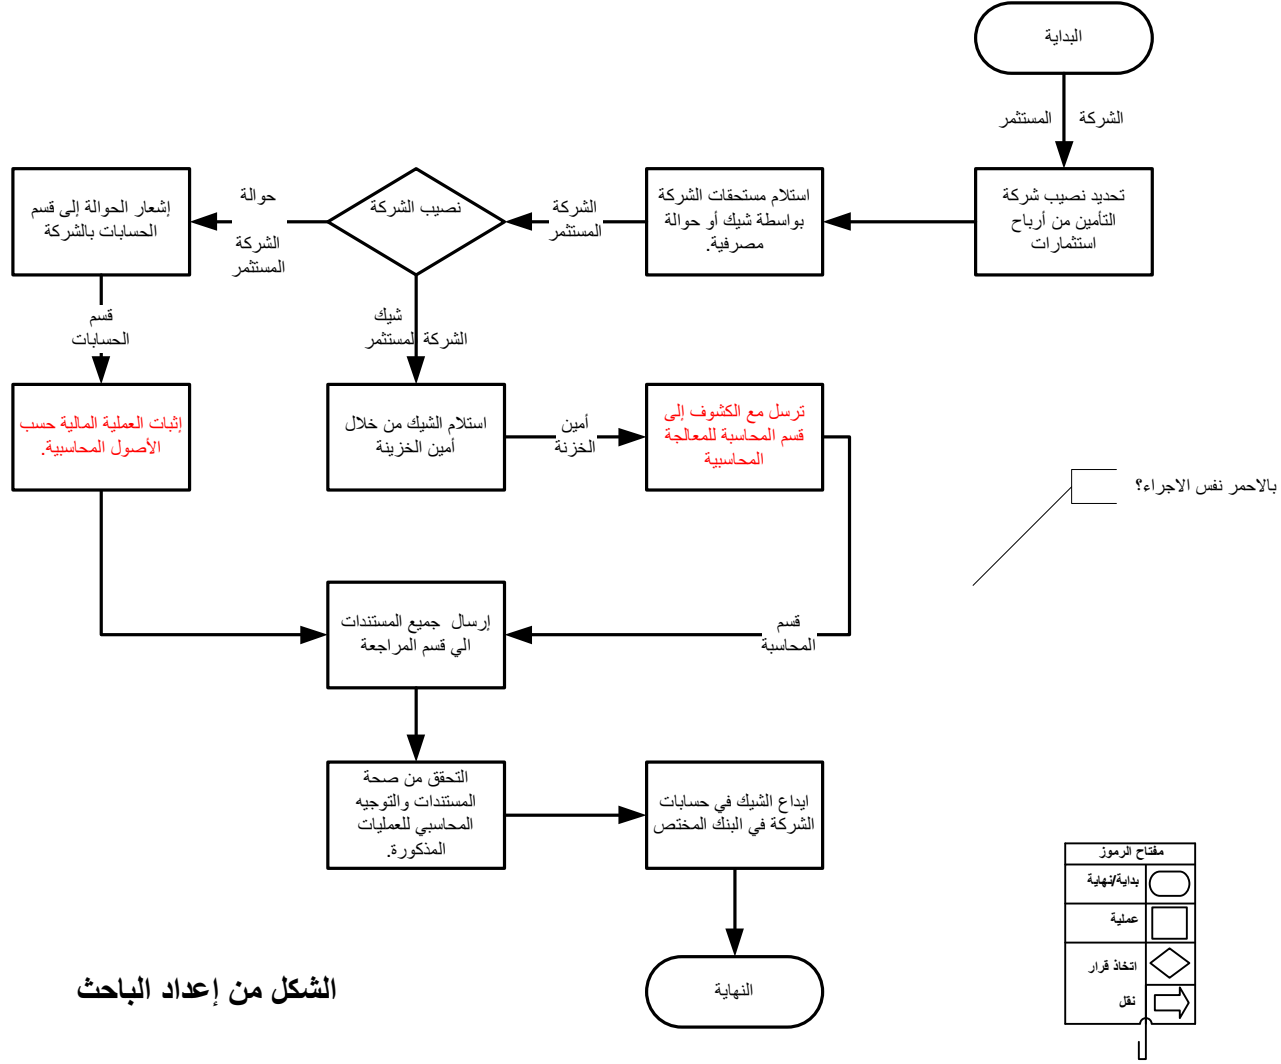 البداية
الشركة المستثمر
تحديد نصيب شركة
التأمين من أرباح
استثمارات
استلام مستحقات الشركة
بواسطة شيك أو حوالة
مصرفية.
الشركة
المستثمر
نصيب الشركة
حوالة
الشركة
المستثمر
إشعار الحوالة إلى قسم
الحسابات بالشركة
قسم
الحسابات
شيك
الشركة المستثمر
إثبات العملية المالية حسب
الأصول المحاسبية.
استلام الشيك من خلال
أمين الخزينة
أمين
الخزنة
ترسل مع الكشوف إلى
قسم المحاسبة للمعالجة
المحاسبية
بالاحمر نفس الاجراء؟
قسم
المحاسبة
إرسال جميع المستندات
الي قسم المراجعة
التحقق من صحة
المستندات والتوجيه
المحاسبي للعمليات
المذكورة.
ايداع الشيك في حسابات
الشركة في البنك المختص
النهاية
مفتاح الرموز
بداية/نهاية
عملية
اتخاذ قرار
نقل
الشكل من إعداد الباحث